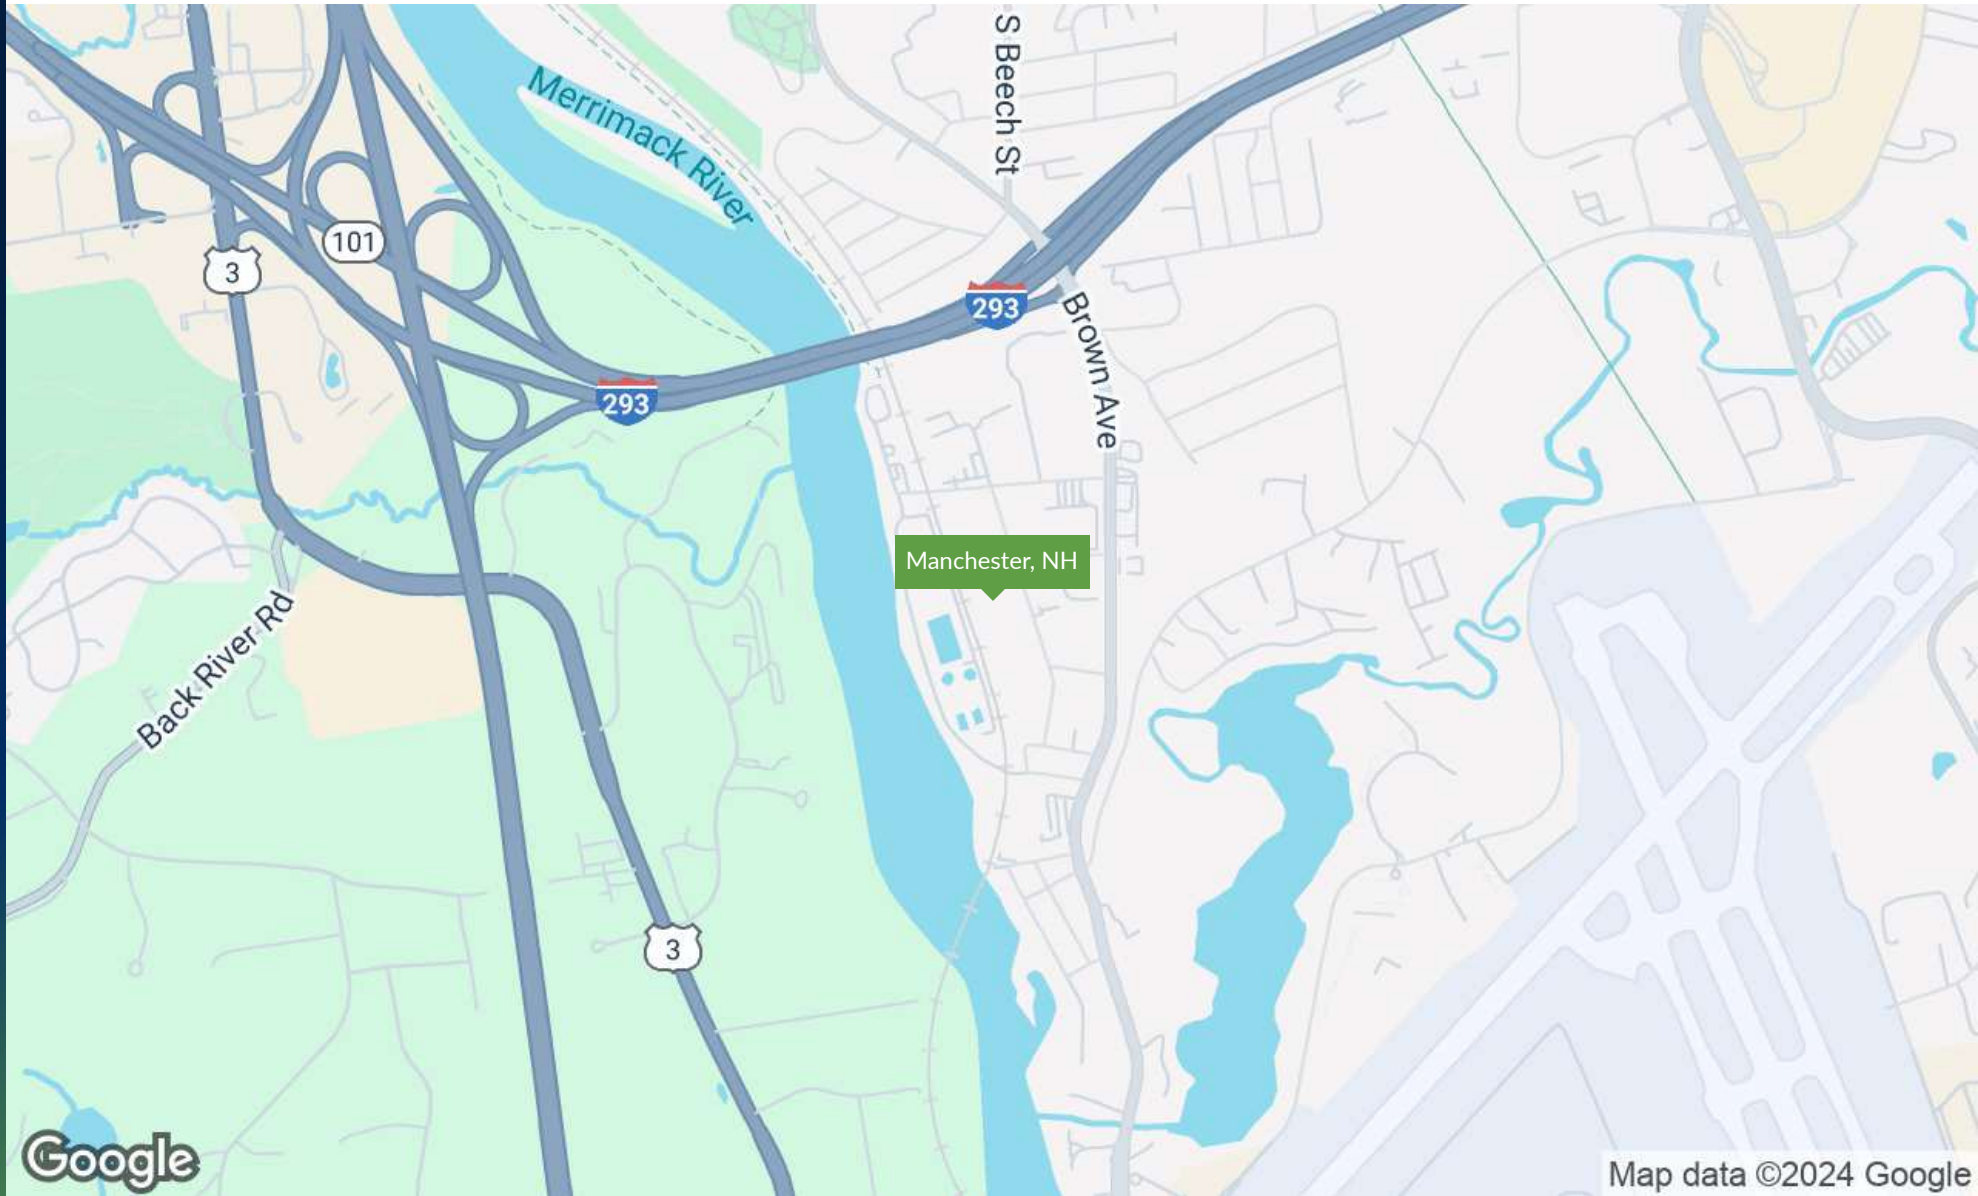 S Beech St
Merrimack River
101
3
293
Brown Ave
293
Manchester, NH
Back River Rd
3
Google
Map data ©2024 Google